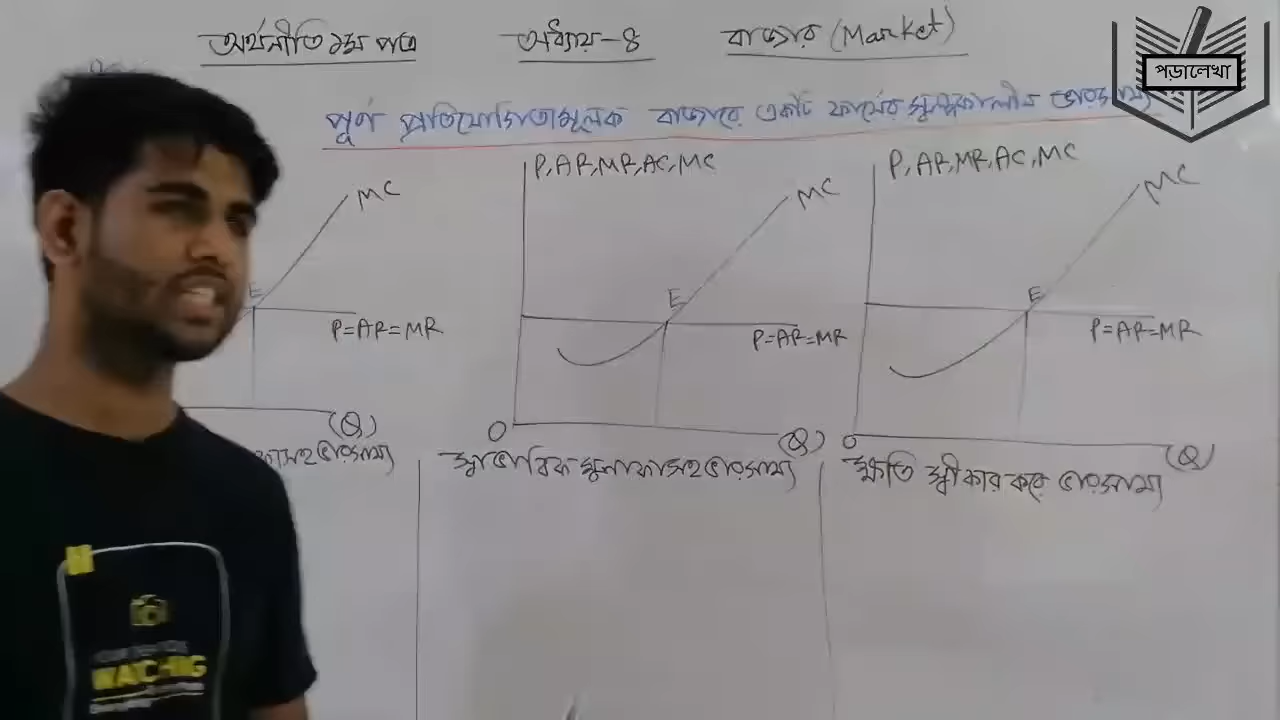 অর্থনীতি ১ম পত্র অধ্যায়-৪ বাজার (Market)
পড়ালেখা
পূর্ণ প্রতিযোগিতামূলক বাজারে একটি ফার্মের স্বল্পকালীন ভারসাম্য
MC
E
P=AR=MR
(Q)
P, AR, MR, AC, MC
MC
E
P=AR=MR
O
(Q)
স্বাভাবিক মুনাফাসহ ভারসাম্য
P, AR, MR, AC, MC
MC
E
P=AR=MR
O
(Q)
ক্ষতি স্বীকার করে ভারসাম্য
WATCHING